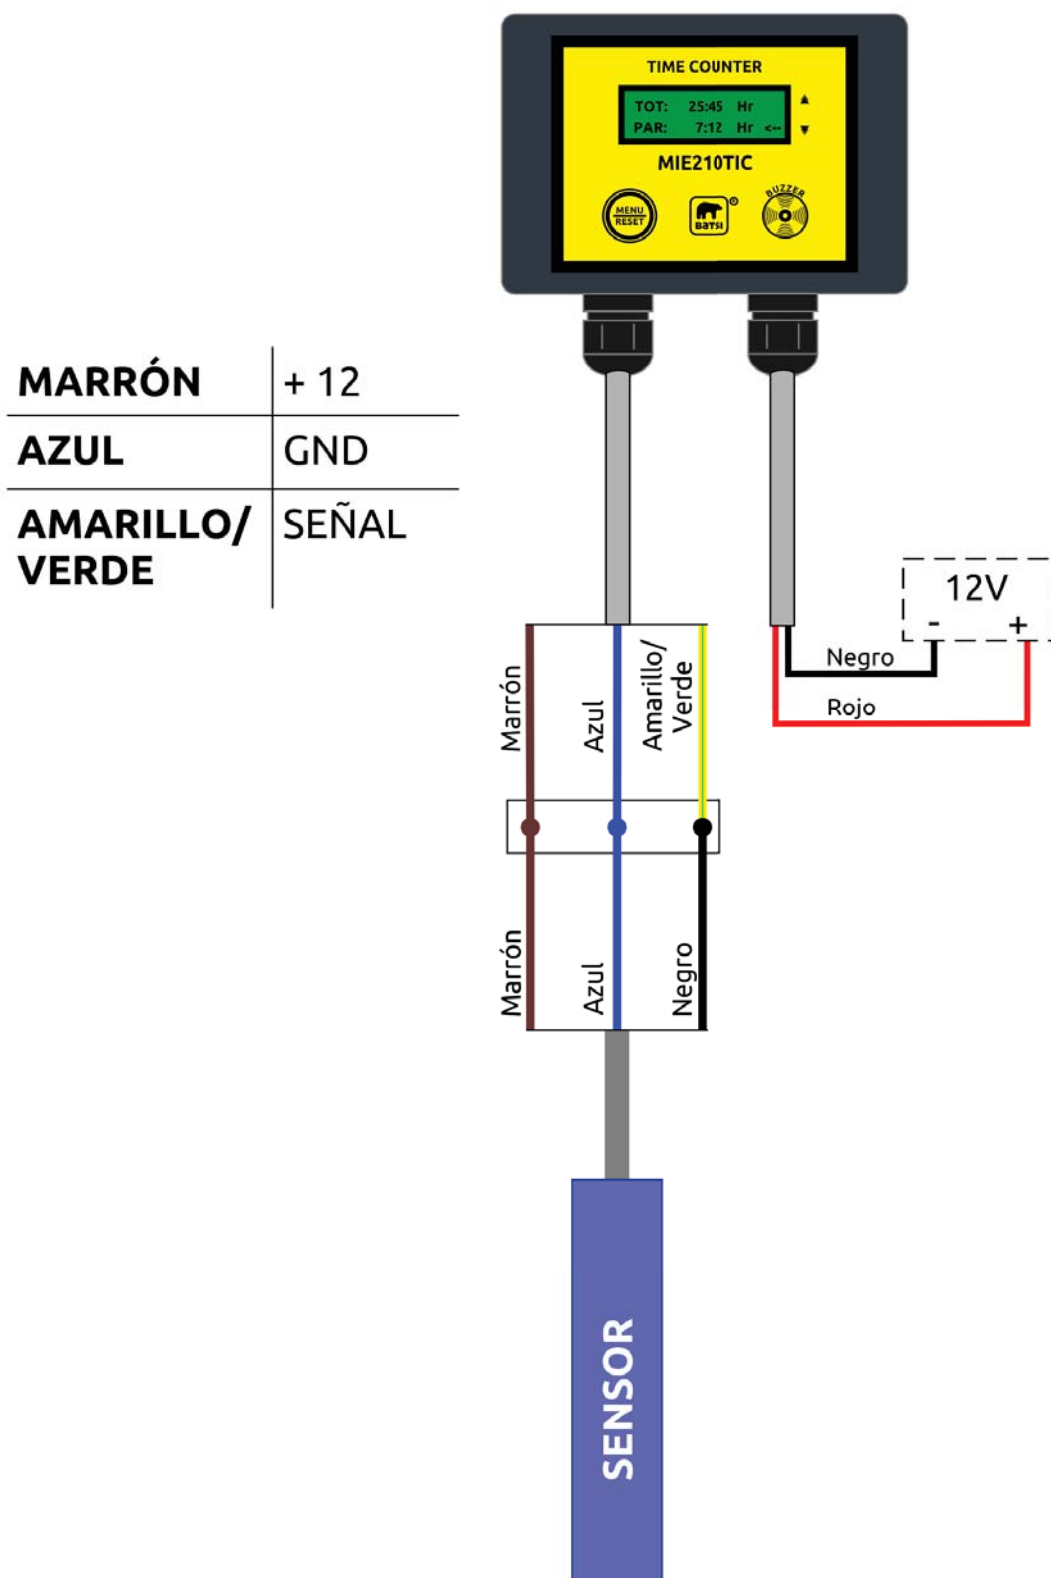 TIME COUNTER
TOT: 25:45 Hr
PAR: 7:12 Hr <--
MIE210TIC
MENU
RESET
BATSI
®
BUZZER
MARRÓN + 12
AZUL GND
AMARILLO/ SEÑAL
VERDE
12V
- +
Negro
Rojo
Marrón
Azul
Amarillo/
Verde
Marrón
Azul
Negro
SENSOR